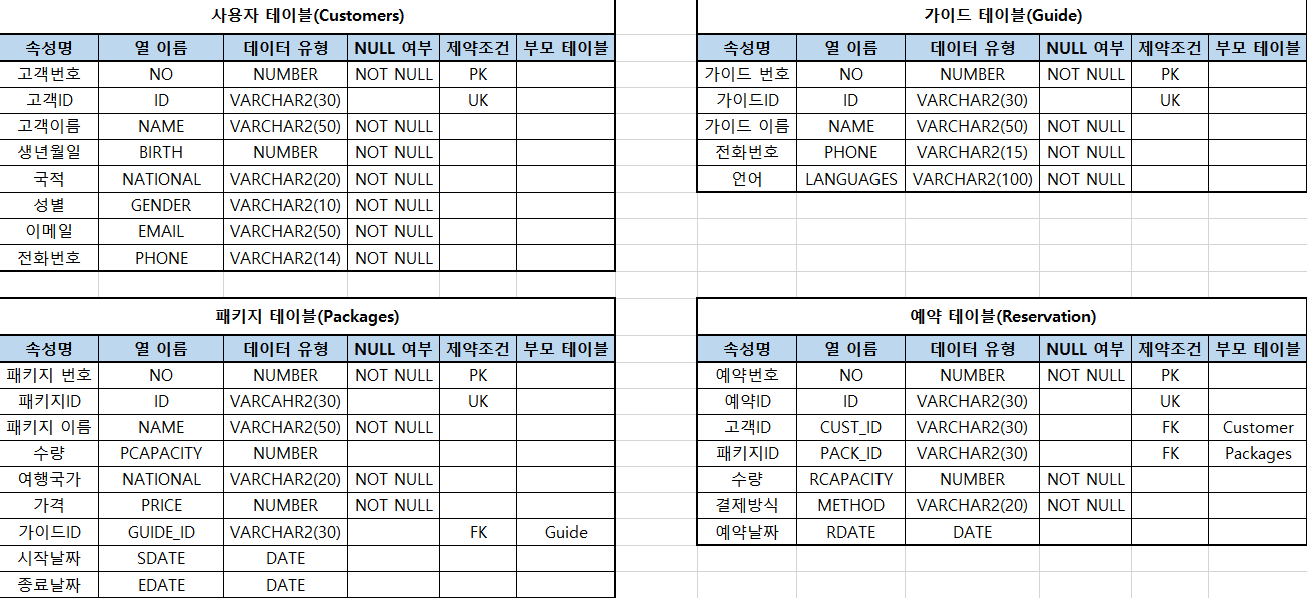 사용자 테이블(Customers)
속성명 열 이름 데이터 유형 NULL 여부 제약조건 부모 테이블
고객번호 NO NUMBER NOT NULL PK
고객ID ID VARCHAR2(30) UK
고객이름 NAME VARCHAR2(50) NOT NULL
생년월일 BIRTH NUMBER NOT NULL
국적 NATIONAL VARCHAR2(20) NOT NULL
성별 GENDER VARCHAR2(10) NOT NULL
이메일 EMAIL VARCHAR2(50) NOT NULL
전화번호 PHONE VARCHAR2(14) NOT NULL
가이드 테이블(Guide)
속성명 열 이름 데이터 유형 NULL 여부 제약조건 부모 테이블
가이드 번호 NO NUMBER NOT NULL PK
가이드ID ID VARCHAR2(30) UK
가이드 이름 NAME VARCHAR2(50) NOT NULL
전화번호 PHONE VARCHAR2(15) NOT NULL
언어 LANGUAGES VARCHAR2(100) NOT NULL
패키지 테이블(Packages)
속성명 열 이름 데이터 유형 NULL 여부 제약조건 부모 테이블
패키지 번호 NO NUMBER NOT NULL PK
패키지ID ID VARCAHR2(30) UK
패키지 이름 NAME VARCHAR2(50) NOT NULL
수량 PCAPACITY NUMBER
여행국가 NATIONAL VARCHAR2(20) NOT NULL
가격 PRICE NUMBER NOT NULL
가이드ID GUIDE_ID VARCHAR2(30) FK Guide
시작날짜 SDATE DATE
종료날짜 EDATE DATE
예약 테이블(Reservation)
속성명 열 이름 데이터 유형 NULL 여부 제약조건 부모 테이블
예약번호 NO NUMBER NOT NULL PK
예약ID ID VARCHAR2(30) UK
고객ID CUST_ID VARCHAR2(30) FK Customer
패키지ID PACK_ID VARCHAR2(30) FK Packages
수량 RCAPACITY NUMBER NOT NULL
결제방식 METHOD VARCHAR2(20) NOT NULL
예약날짜 RDATE DATE